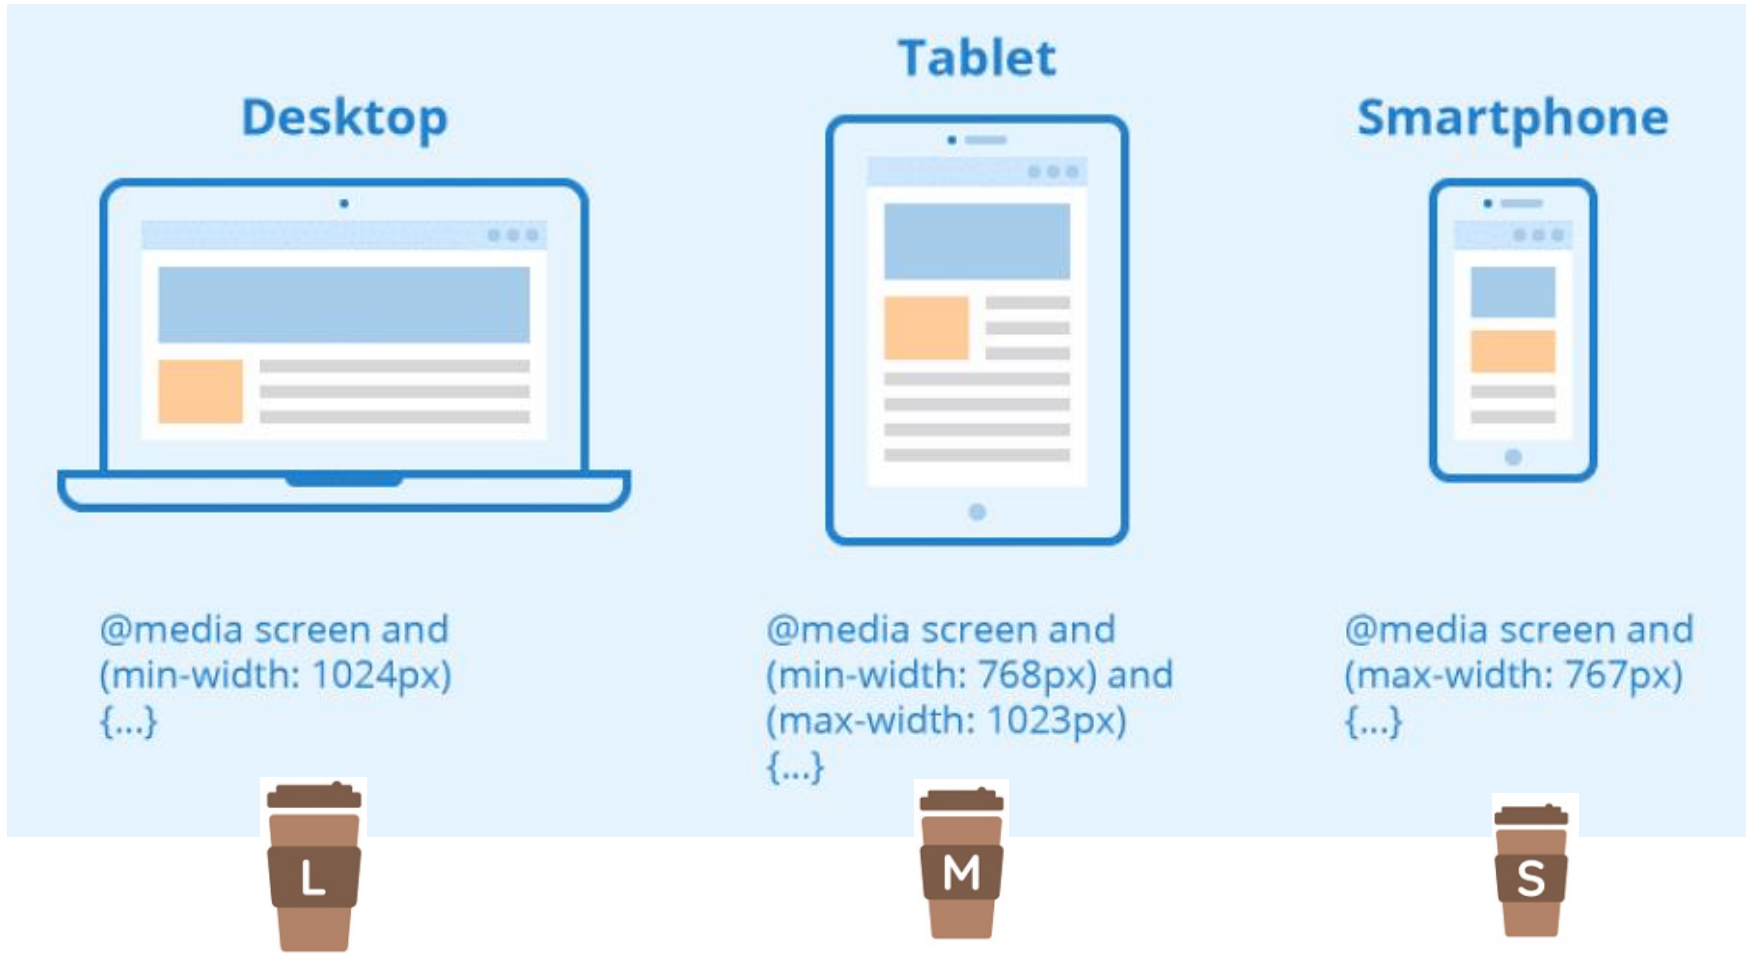 Desktop
Tablet
Smartphone
@media screen and
(min-width: 1024px)
{...}
@media screen and
(min-width: 768px) and
(max-width: 1023px)
{...}
@media screen and
(max-width: 767px)
{...}
L
M
S